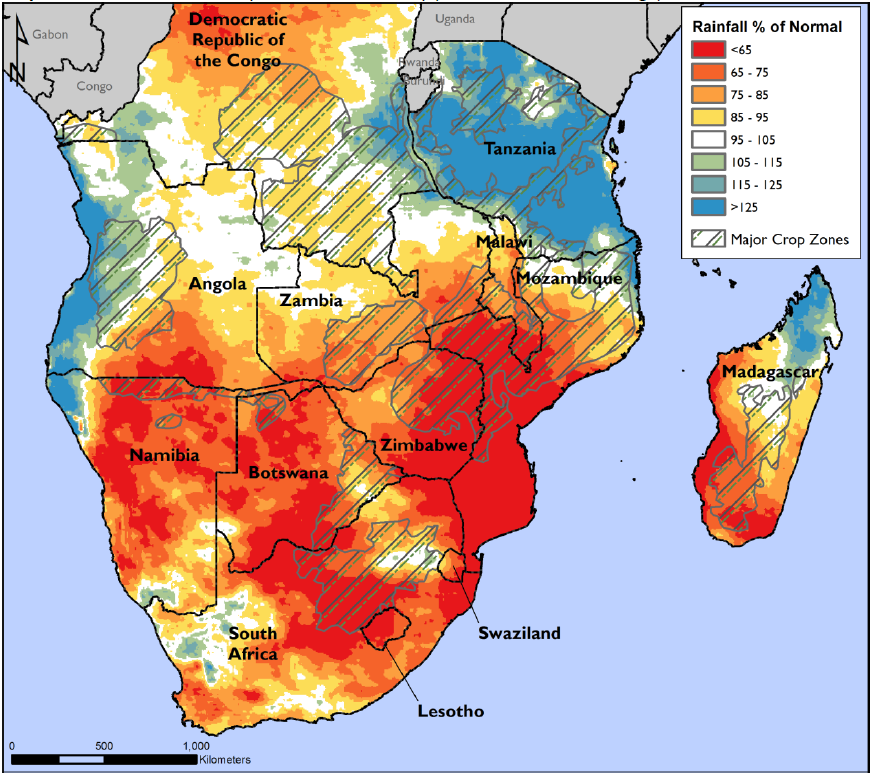 Democratic
Republic of
the Congo
Uganda
Gabon
Rwanda
Burundi
Congo
N
Tanzania
Malawi
Mozambique
Angola
Zambia
Madagascar
Zimbabwe
Namibia
Botswana
South
Africa
Swaziland
Lesotho
Rainfall % of Normal
<65
65 - 75
75 - 85
85 - 95
95 - 105
105 - 115
115 - 125
>125
Major Crop Zones
0 500 1,000
Kilometers